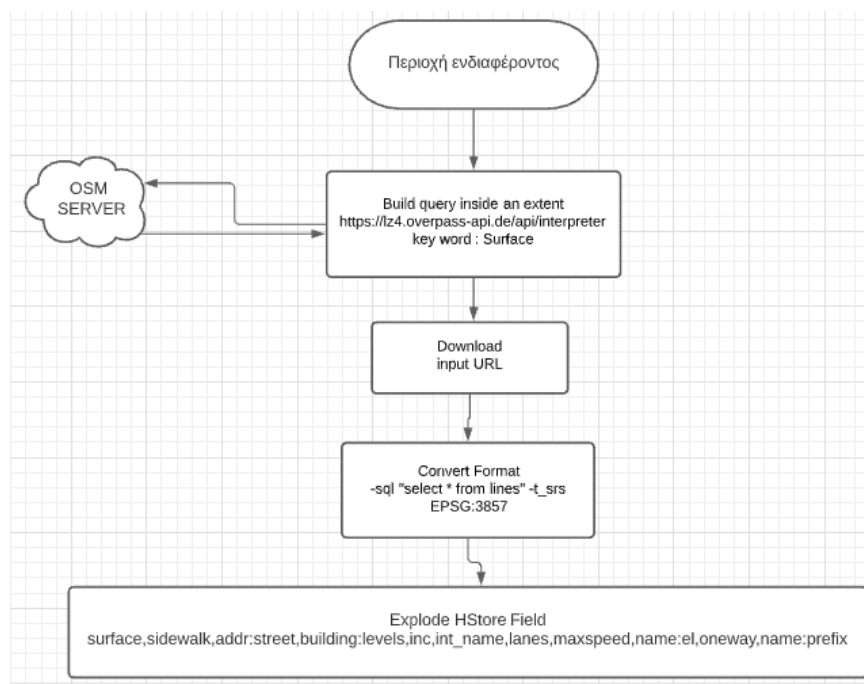 Περιοχή ενδιαφέροντος
OSM
SERVER
Build query inside an extent
https://lz4.overpass-api.de/api/interpreter
key word : Surface
Download
input URL
Convert Format
-sql "select * from lines" -t_srs
EPSG:3857
Explode HStore Field
surface,sidewalk,addr:street,building:levels,inc,int_name,lanes,maxspeed,name:el,oneway,name:prefix